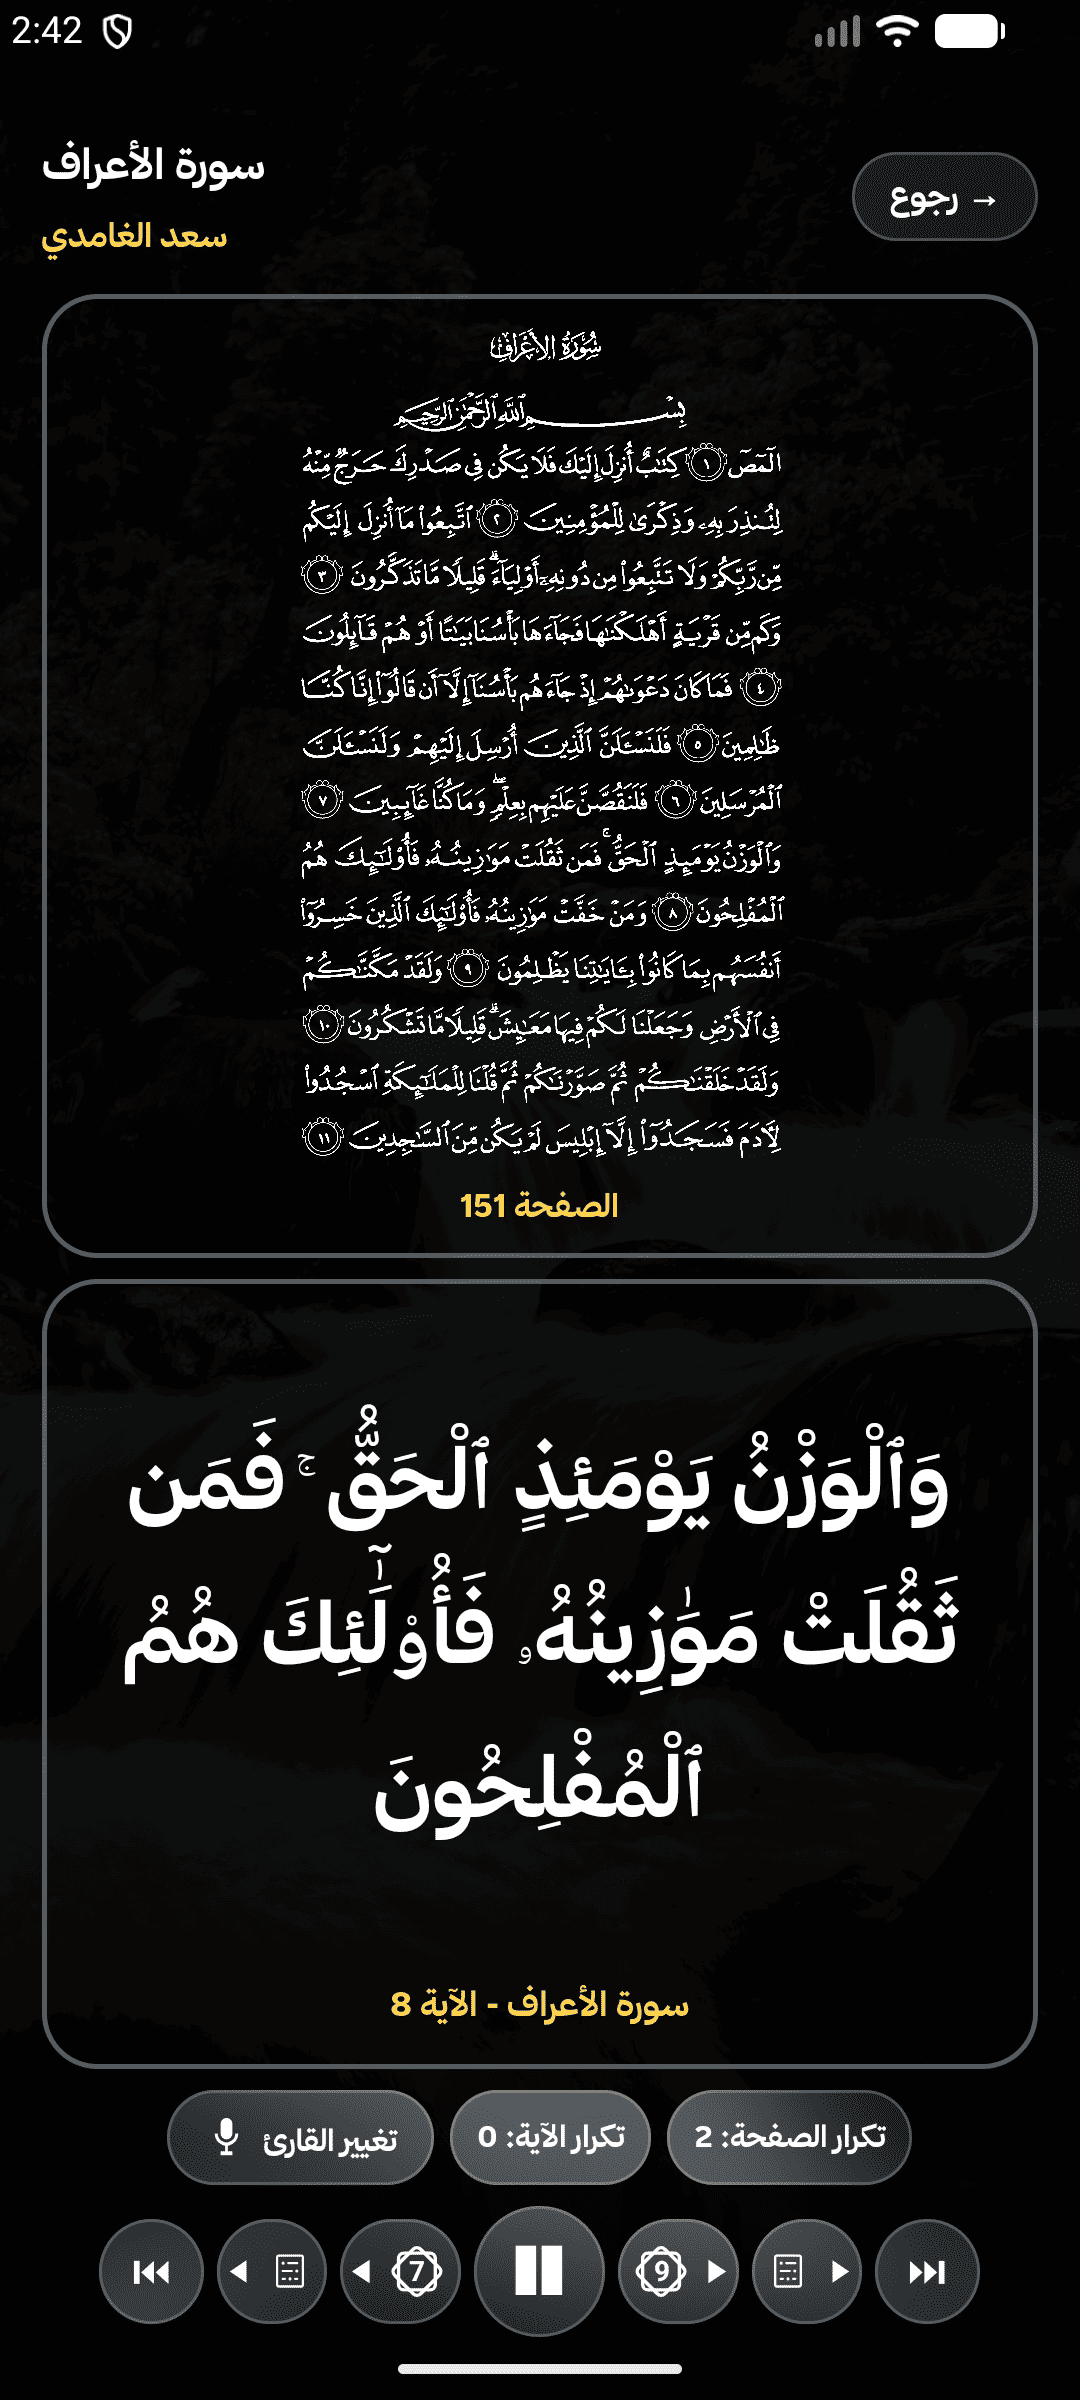 2:42
سورة الأعراف
سعد الغامدي
→ رجوع
سُورَةُ الأَعْرَافِ
بِسْمِ ٱللَّهِ ٱلرَّحْمَٰنِ ٱلرَّحِيمِ
الٓمٓصٓ ١ كِتَٰبٌ أُنزِلَ إِلَيْكَ فَلَا يَكُن فِى صَدْرِكَ حَرَجٌ مِّنْهُ
لِتُنذِرَ بِهِۦ وَذِكْرَىٰ لِلْمُؤْمِنِينَ ٢ ٱتَّبِعُوا۟ مَآ أُنزِلَ إِلَيْكُم
مِّن رَّبِّكُمْ وَلَا تَتَّبِعُوا۟ مِن دُونِهِۦٓ أَوْلِيَآءَ ۗ قَلِيلًا مَّا تَذَكَّرُونَ ٣
وَكَم مِّن قَرْيَةٍ أَهْلَكْنَٰهَا فَجَآءَهَا بَأْسُنَا بَيَٰتًا أَوْ هُمْ قَآئِلُونَ
٤ فَمَا كَانَ دَعْوَىٰهُمْ إِذْ جَآءَهُم بَأْسُنَآ إِلَّآ أَن قَالُوٓا۟ إِنَّا كُنَّا
ظَٰلِمِينَ ٥ فَلَنَسْـَٔلَنَّ ٱلَّذِينَ أُرْسِلَ إِلَيْهِمْ وَلَنَسْـَٔلَنَّ
ٱلْمُرْسَلِينَ ٦ فَلَنَقُصَّنَّ عَلَيْهِم بِعِلْمٍ ۖ وَمَا كُنَّا غَآئِبِينَ ٧
وَٱلْوَزْنُ يَوْمَئِذٍ ٱلْحَقُّ ۚ فَمَن ثَقُلَتْ مَوَٰزِينُهُۥ فَأُو۟لَٰٓئِكَ هُمُ
ٱلْمُفْلِحُونَ ٨ وَمَنْ خَفَّتْ مَوَٰزِينُهُۥ فَأُو۟لَٰٓئِكَ ٱلَّذِينَ خَسِرُوٓا۟
أَنفُسَهُم بِمَا كَانُوا۟ بِـَٔايَٰتِنَا يَظْلِمُونَ ٩ وَلَقَدْ مَكَّنَّٰكُمْ
فِى ٱلْأَرْضِ وَجَعَلْنَا لَكُمْ فِيهَا مَعَٰيِشَ ۗ قَلِيلًا مَّا تَشْكُرُونَ ١٠
وَلَقَدْ خَلَقْنَٰكُمْ ثُمَّ صَوَّرْنَٰكُمْ ثُمَّ قُلْنَا لِلْمَلَٰٓئِكَةِ ٱسْجُدُوا۟
لِـَٔادَمَ فَسَجَدُوٓا۟ إِلَّآ إِبْلِيسَ لَمْ يَكُن مِّنَ ٱلسَّٰجِدِينَ ١١
الصفحة 151
وَٱلْوَزْنُ يَوْمَئِذٍ ٱلْحَقُّ ۚ فَمَن
ثَقُلَتْ مَوَٰزِينُهُۥ فَأُو۟لَٰٓئِكَ هُمُ
ٱلْمُفْلِحُونَ
سورة الأعراف - الآية 8
تكرار الصفحة: 2
تكرار الآية: 0
تغيير القارئ
7
9